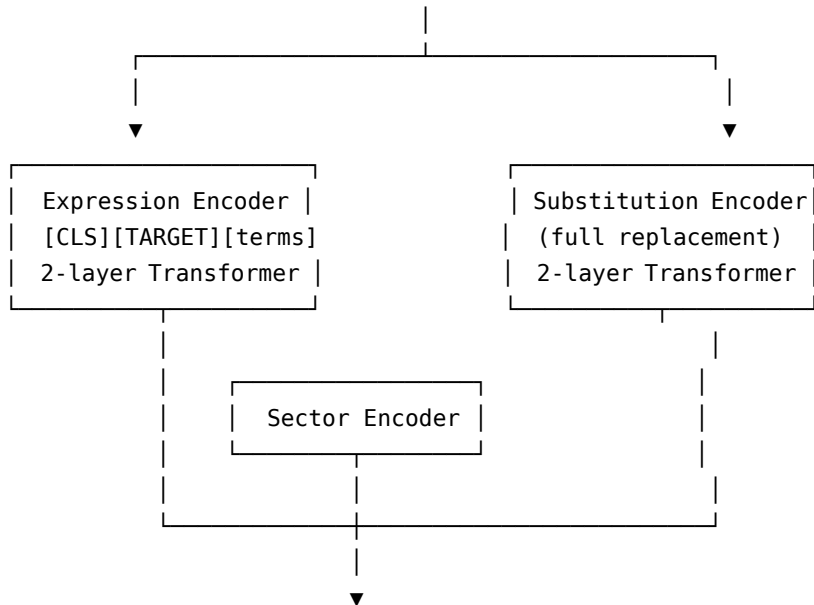 Expression Encoder
Substitution Encoder
[CLS][TARGET][terms]
(full replacement)
2-layer Transformer
2-layer Transformer
Sector Encoder